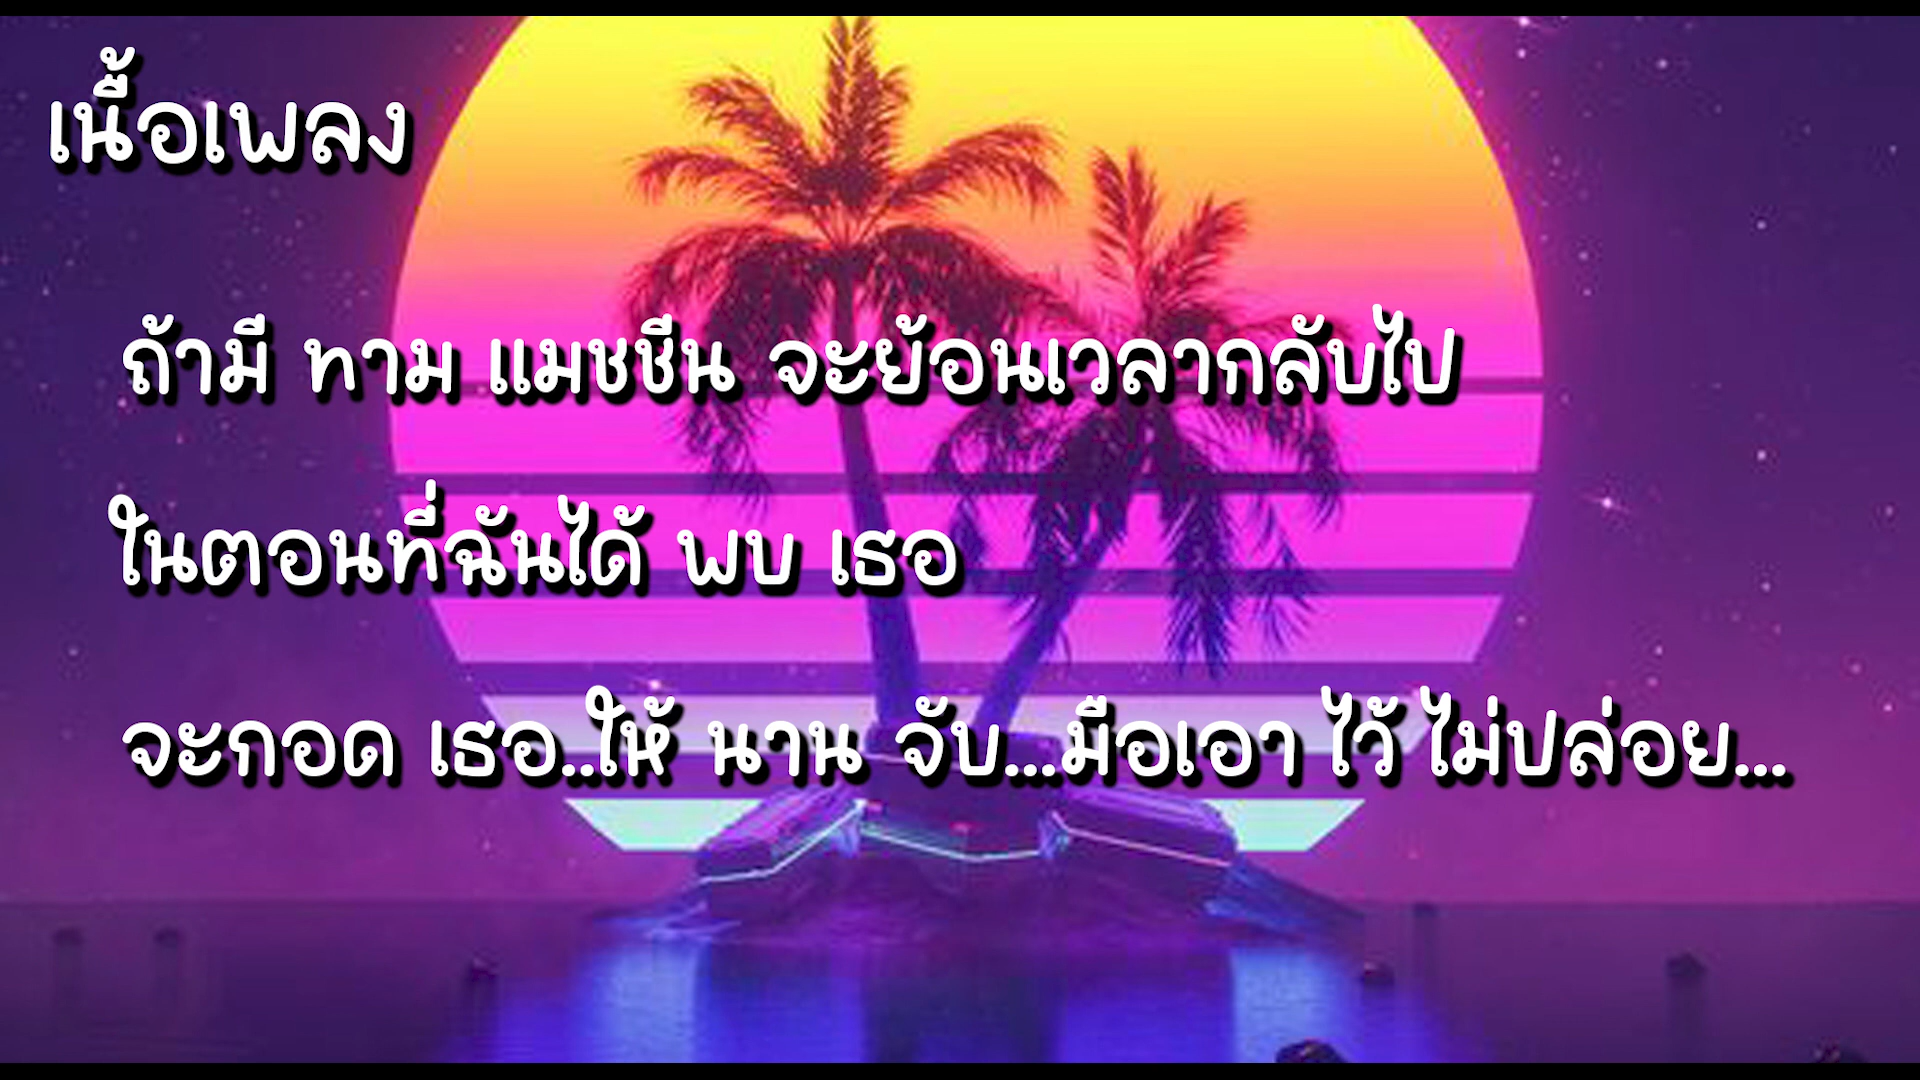 เนื้อเพลง
ถ้ามี ทาม แมชชีน จะย้อนเวลากลับไป
ในตอนที่ฉันได้ พบ เธอ
จะกอด เธอ..ให้ นาน จับ...มือเอา ไว้ ไม่ปล่อย...